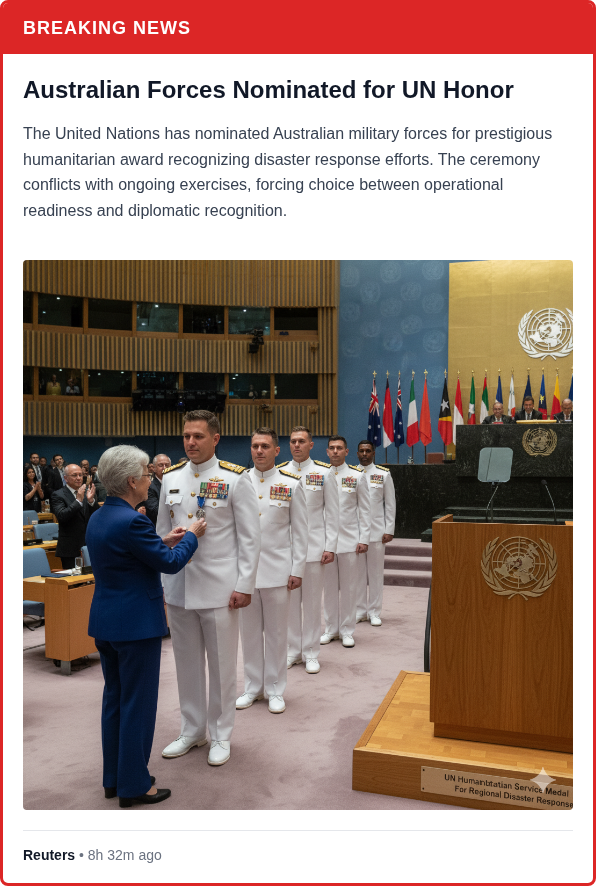 BREAKING NEWS
Australian Forces Nominated for UN Honor
The United Nations has nominated Australian military forces for prestigious
humanitarian award recognizing disaster response efforts. The ceremony
conflicts with ongoing exercises, forcing choice between operational
readiness and diplomatic recognition.
UN Humainbtatian Service Medal
For Regional Disaster Response
Reuters • 8h 32m ago